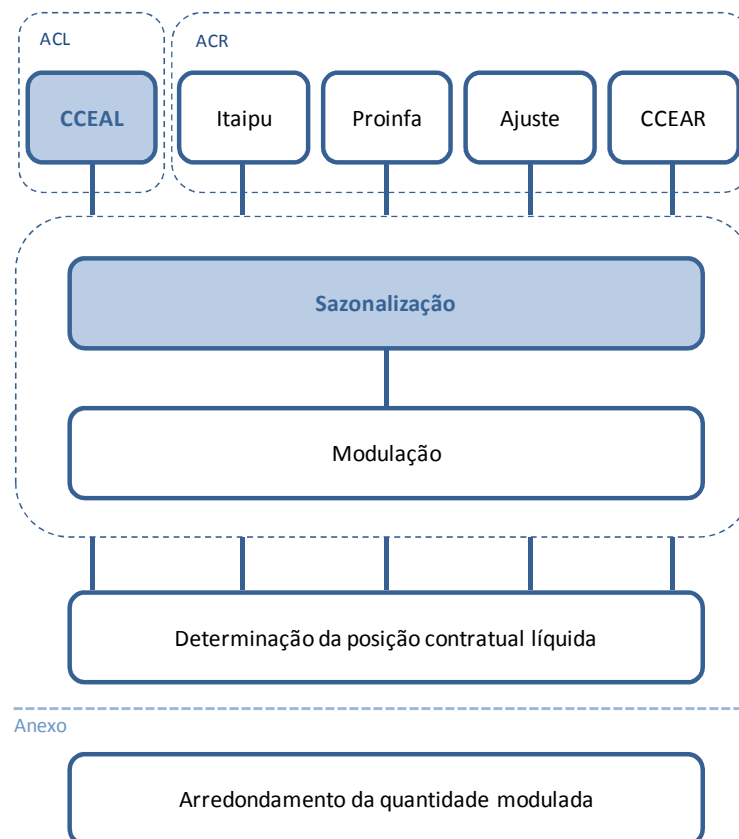 ACL
ACR
CCEAL
Itaipu
Proinfa
Ajuste
CCEAR
Sazonalização
Modulação
Determinação da posição contratual líquida
Anexo
Arredondamento da quantidade modulada